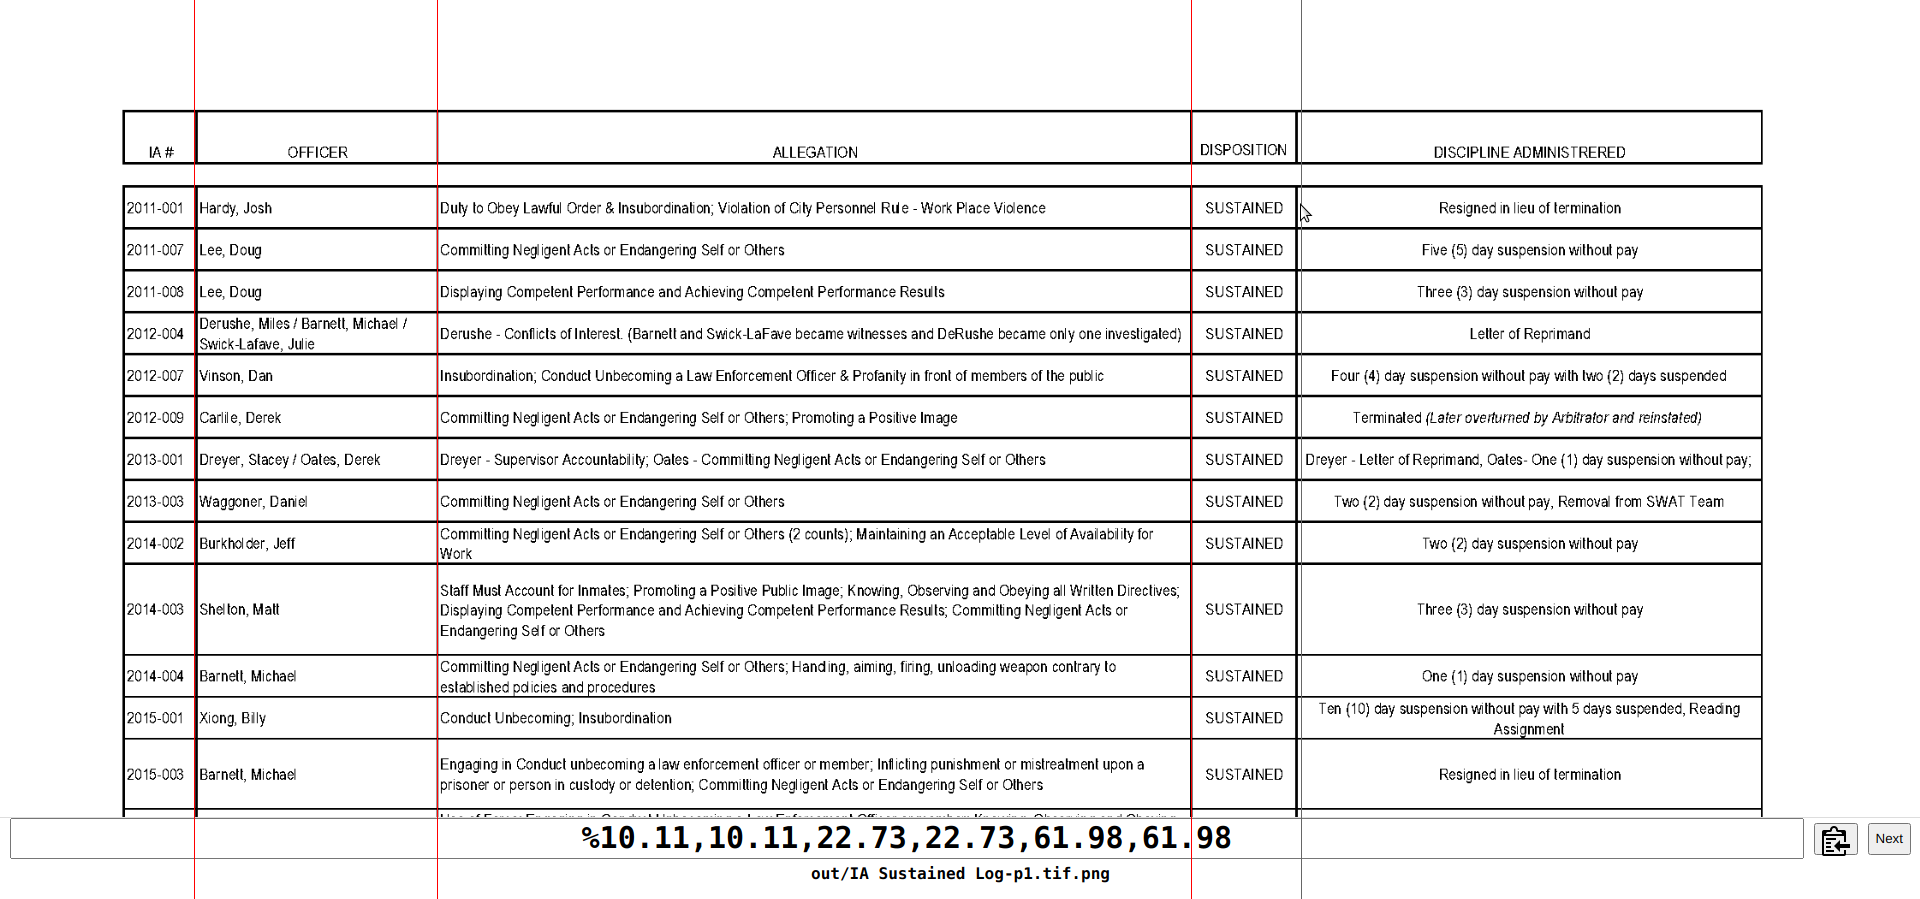 IA # OFFICER ALLEGATION DISPOSITION DISCIPLINE ADMINISTRERED
2011-001 Hardy, Josh Duty to Obey Lawful Order & Insubordination; Violation of City Personnel Rule - Work Place Violence SUSTAINED Resigned in lieu of termination
2011-007 Lee, Doug Committing Negligent Acts or Endangering Self or Others SUSTAINED Five (5) day suspension without pay
2011-008 Lee, Doug Displaying Competent Performance and Achieving Competent Performance Results SUSTAINED Three (3) day suspension without pay
2012-004 Derushe, Miles / Barnett, Michael /
Swick-Lafave, Julie Derushe - Conflicts of Interest. (Barnett and Swick-LaFave became witnesses and DeRushe became only one investigated) SUSTAINED Letter of Reprimand
2012-007 Vinson, Dan Insubordination; Conduct Unbecoming a Law Enforcement Officer & Profanity in front of members of the public SUSTAINED Four (4) day suspension without pay with two (2) days suspended
2012-009 Carlile, Derek Committing Negligent Acts or Endangering Self or Others; Promoting a Positive Image SUSTAINED Terminated (Later overturned by Arbitrator and reinstated)
2013-001 Dreyer, Stacey / Oates, Derek Dreyer - Supervisor Accountability; Oates - Committing Negligent Acts or Endangering Self or Others SUSTAINED Dreyer - Letter of Reprimand, Oates- One (1) day suspension without pay;
2013-003 Waggoner, Daniel Committing Negligent Acts or Endangering Self or Others SUSTAINED Two (2) day suspension without pay, Removal from SWAT Team
2014-002 Burkholder, Jeff Committing Negligent Acts or Endangering Self or Others (2 counts); Maintaining an Acceptable Level of Availability for
Work SUSTAINED Two (2) day suspension without pay
2014-003 Shelton, Matt Staff Must Account for Inmates; Promoting a Positive Public Image; Knowing, Observing and Obeying all Written Directives;
Displaying Competent Performance and Achieving Competent Performance Results; Committing Negligent Acts or
Endangering Self or Others SUSTAINED Three (3) day suspension without pay
2014-004 Barnett, Michael Committing Negligent Acts or Endangering Self or Others; Handling, aiming, firing, unloading weapon contrary to
established policies and procedures SUSTAINED One (1) day suspension without pay
2015-001 Xiong, Billy Conduct Unbecoming; Insubordination SUSTAINED Ten (10) day suspension without pay with 5 days suspended, Reading
Assignment
2015-003 Barnett, Michael Engaging in Conduct unbecoming a law enforcement officer or member; Inflicting punishment or mistreatment upon a
prisoner or person in custody or detention; Committing Negligent Acts or Endangering Self or Others SUSTAINED Resigned in lieu of termination
%10.11,10.11,22.73,22.73,61.98,61.98
Next
out/IA Sustained Log-p1.tif.png